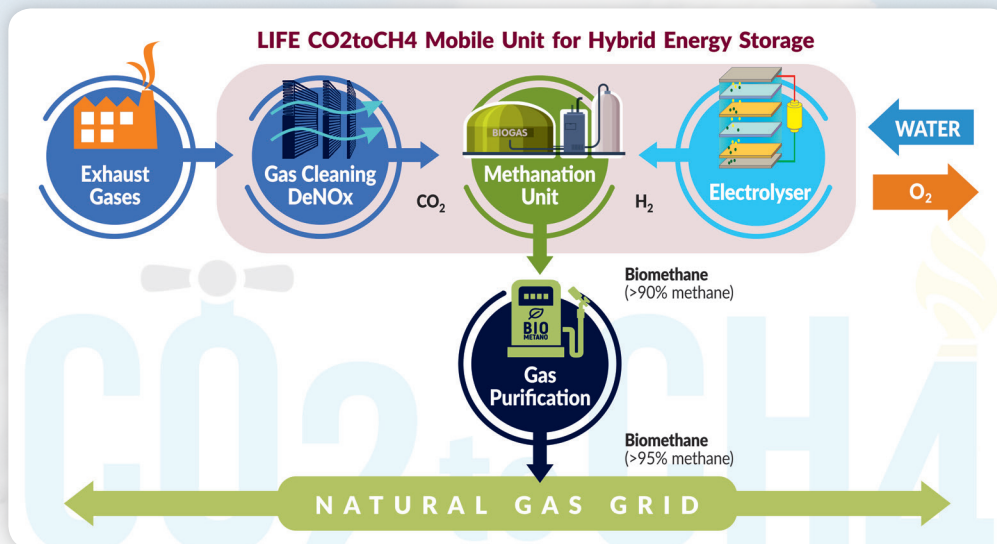 LIFE CO2toCH4 Mobile Unit for Hybrid Energy Storage
Exhaust
Gases
Gas Cleaning
DeNOx
CO₂
BIOGAS
Methanation
Unit
H₂
Electrolyser
WATER
O₂
Biomethane
(>90% methane)
BIO
METANO
Gas
Purification
Biomethane
(>95% methane)
NATURAL GAS GRID
CO2toCH4